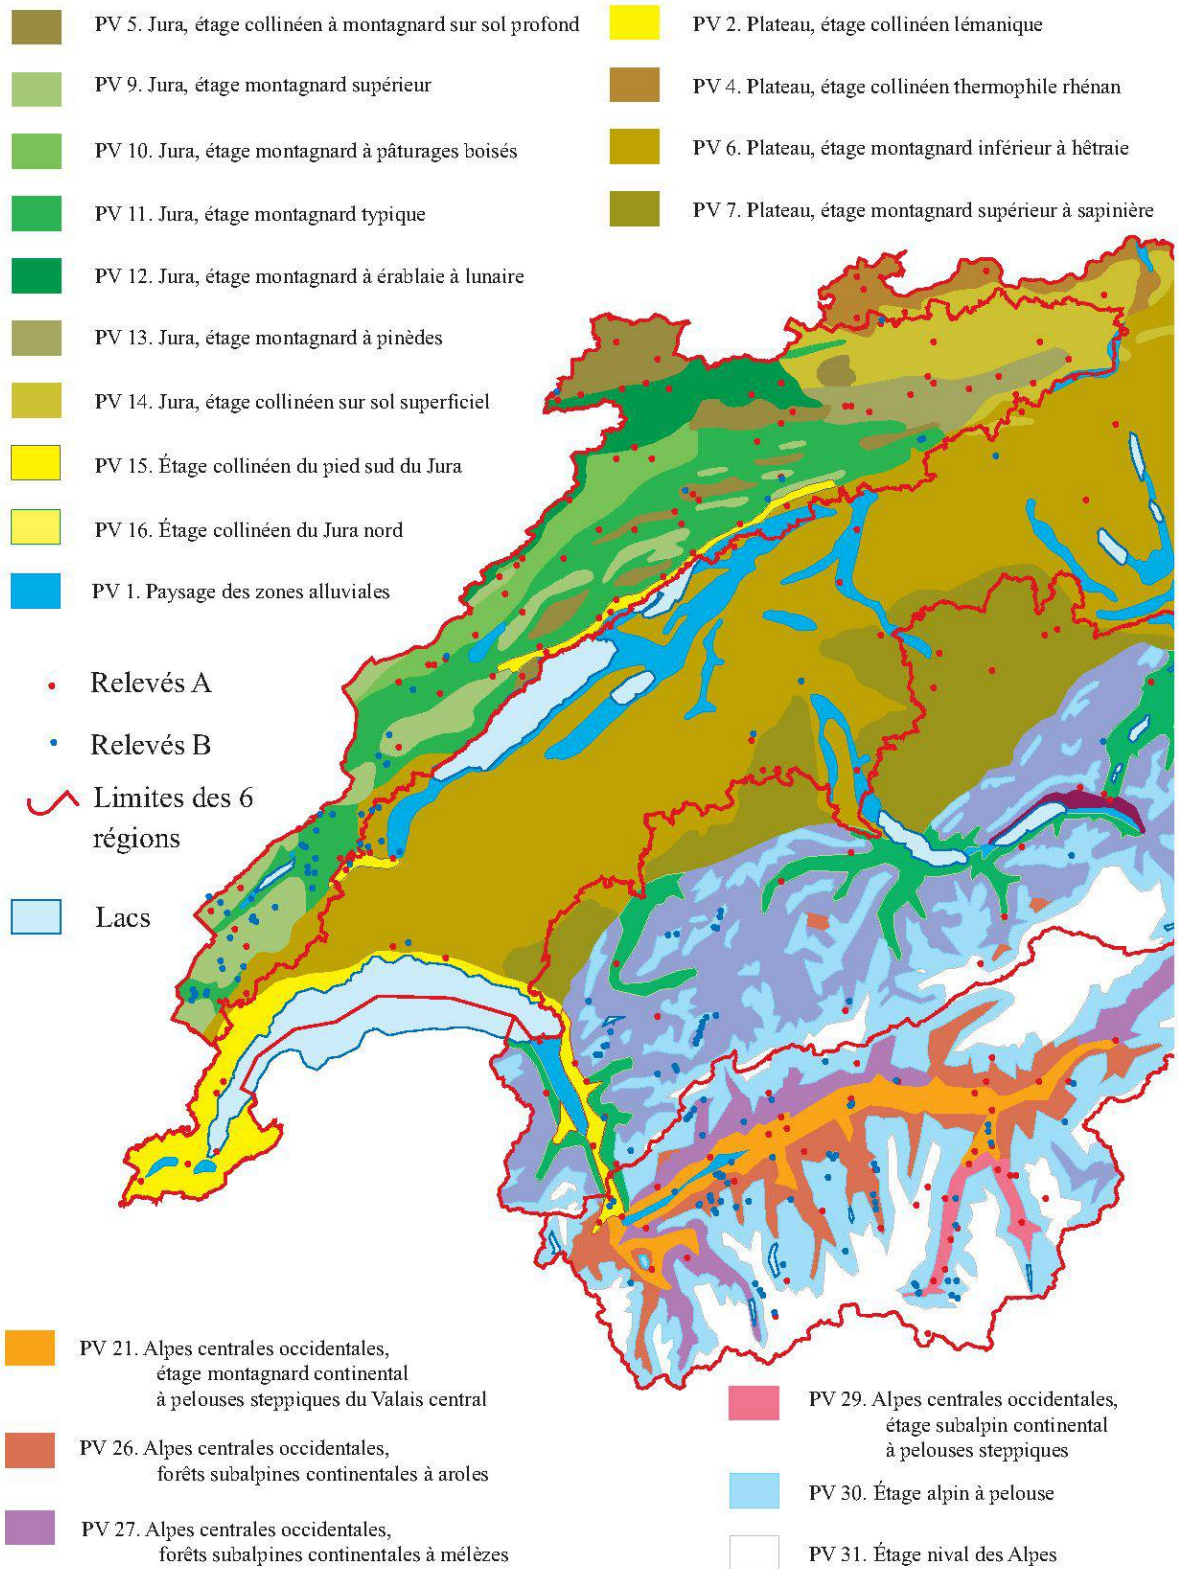 PV 5. Jura, étage collinéen à montagnard sur sol profond
PV 9. Jura, étage montagnard supérieur
PV 10. Jura, étage montagnard à pâturages boisés
PV 11. Jura, étage montagnard typique
PV 12. Jura, étage montagnard à érablaie à lunaire
PV 13. Jura, étage montagnard à pinèdes
PV 14. Jura, étage collinéen sur sol superficiel
PV 15. Étage collinéen du pied sud du Jura
PV 16. Étage collinéen du Jura nord
PV 1. Paysage des zones alluviales
PV 2. Plateau, étage collinéen lémanique
PV 4. Plateau, étage collinéen thermophile rhénan
PV 6. Plateau, étage montagnard inférieur à hêtraie
PV 7. Plateau, étage montagnard supérieur à sapinière
Relevés A
Relevés B
Limites des 6
régions
Lacs
PV 21. Alpes centrales occidentales,
étage montagnard continental
à pelouses steppiques du Valais central
PV 26. Alpes centrales occidentales,
forêts subalpines continentales à aroles
PV 27. Alpes centrales occidentales,
forêts subalpines continentales à mélèzes
PV 29. Alpes centrales occidentales,
étage subalpin continental
à pelouses steppiques
PV 30. Étage alpin à pelouse
PV 31. Étage nival des Alpes